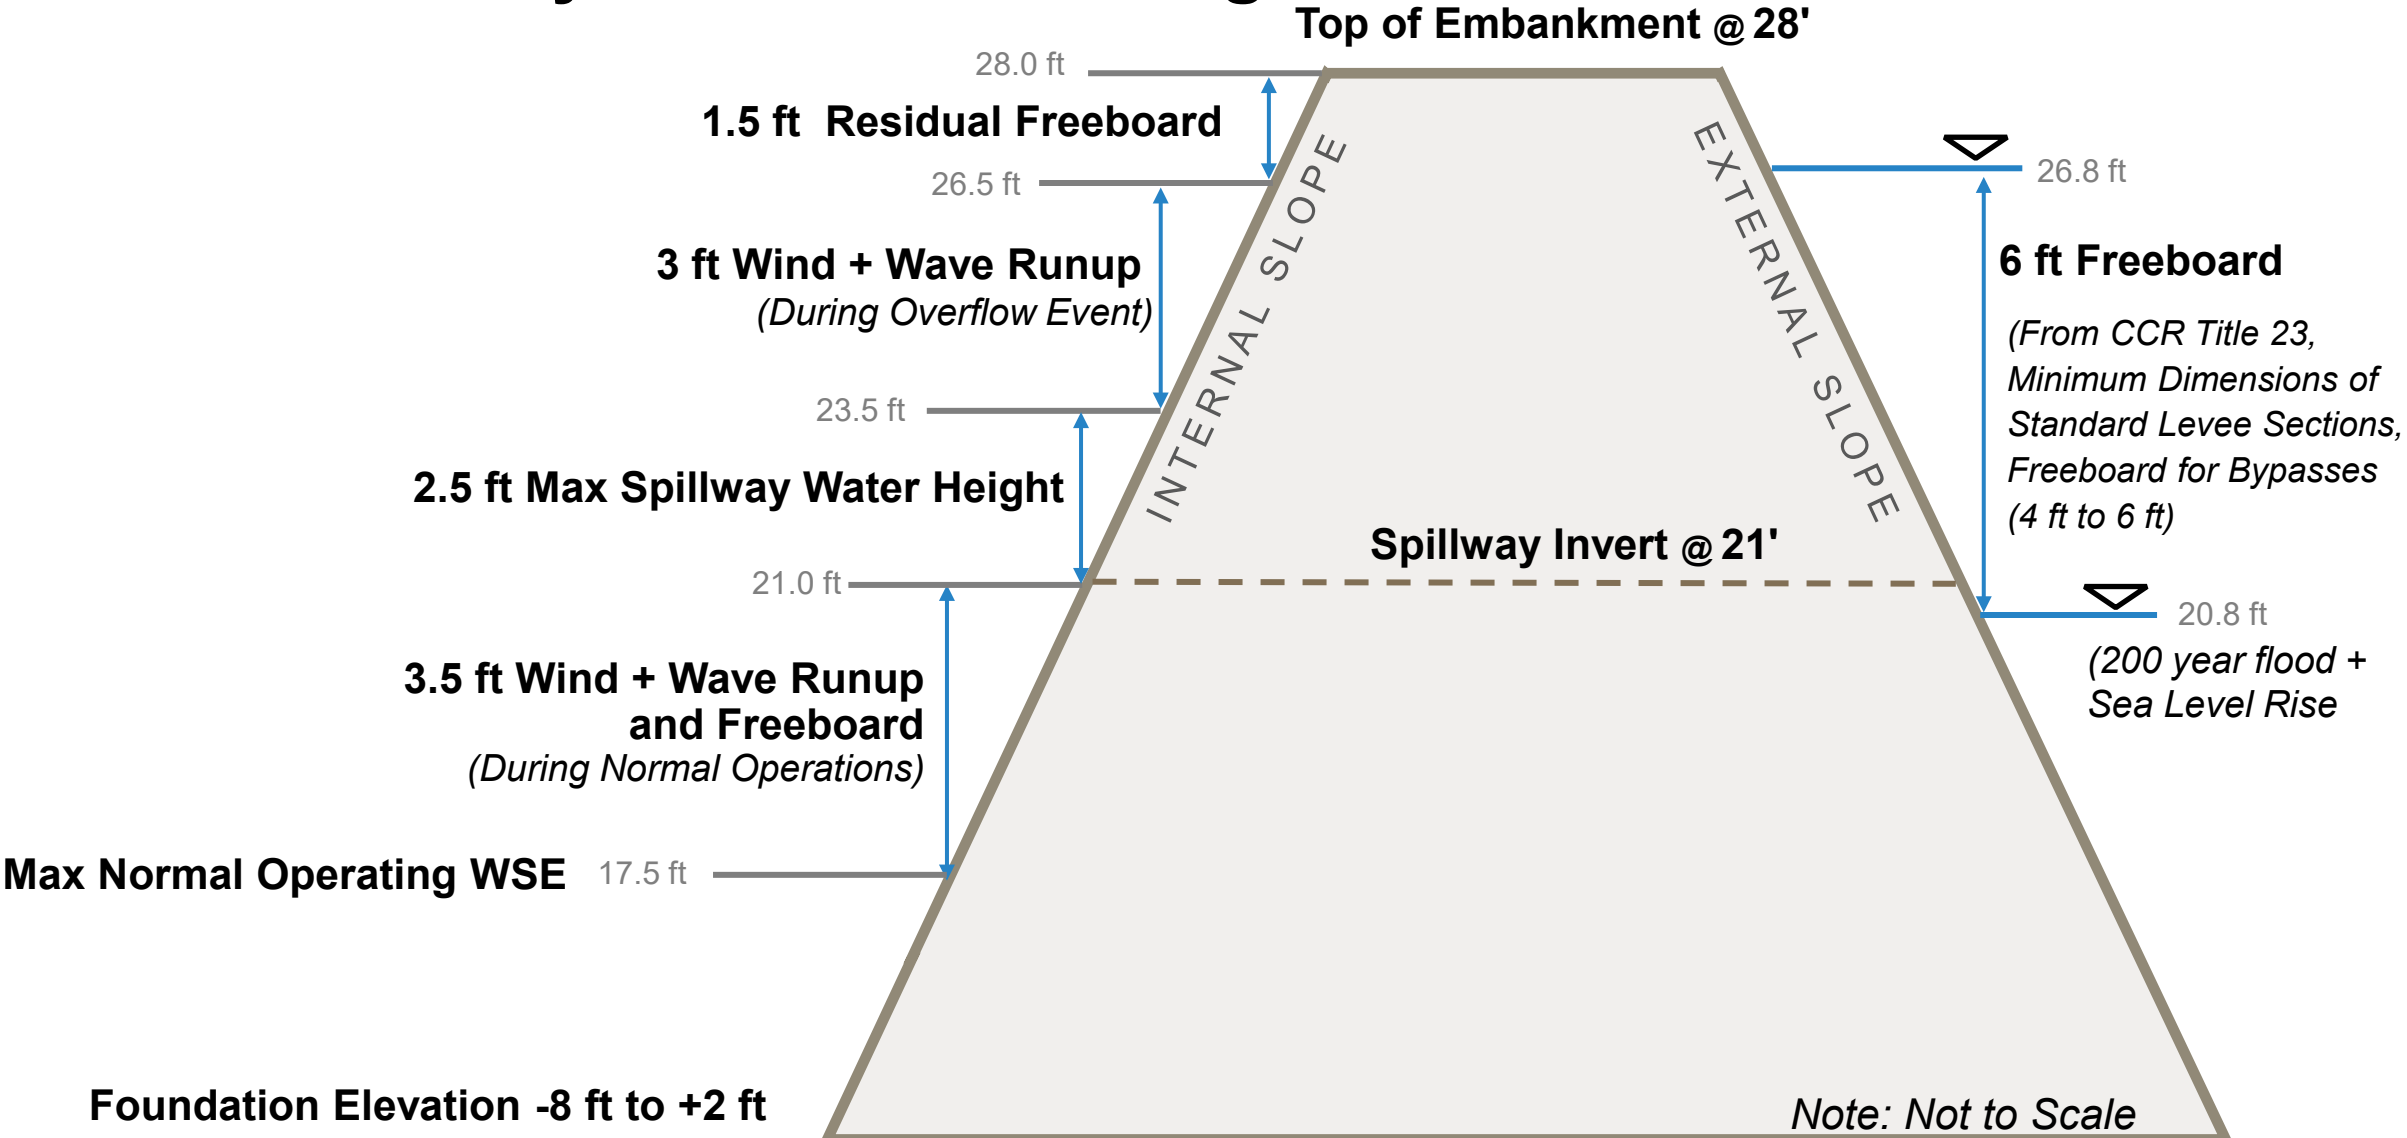 Top of Embankment @ 28'
28.0 ft
1.5 ft  Residual Freeboard
26.5 ft
3 ft Wind + Wave Runup
(During Overflow Event)
23.5 ft
2.5 ft Max Spillway Water Height
21.0 ft
3.5 ft Wind + Wave Runup
and Freeboard
(During Normal Operations)
Max Normal Operating WSE
17.5 ft
Foundation Elevation -8 ft to +2 ft
INTERNAL SLOPE
EXTERNAL SLOPE
Spillway Invert @ 21'
26.8 ft
6 ft Freeboard
(From CCR Title 23,
Minimum Dimensions of
Standard Levee Sections,
Freeboard for Bypasses
(4 ft to 6 ft)
20.8 ft
(200 year flood +
Sea Level Rise
Note: Not to Scale